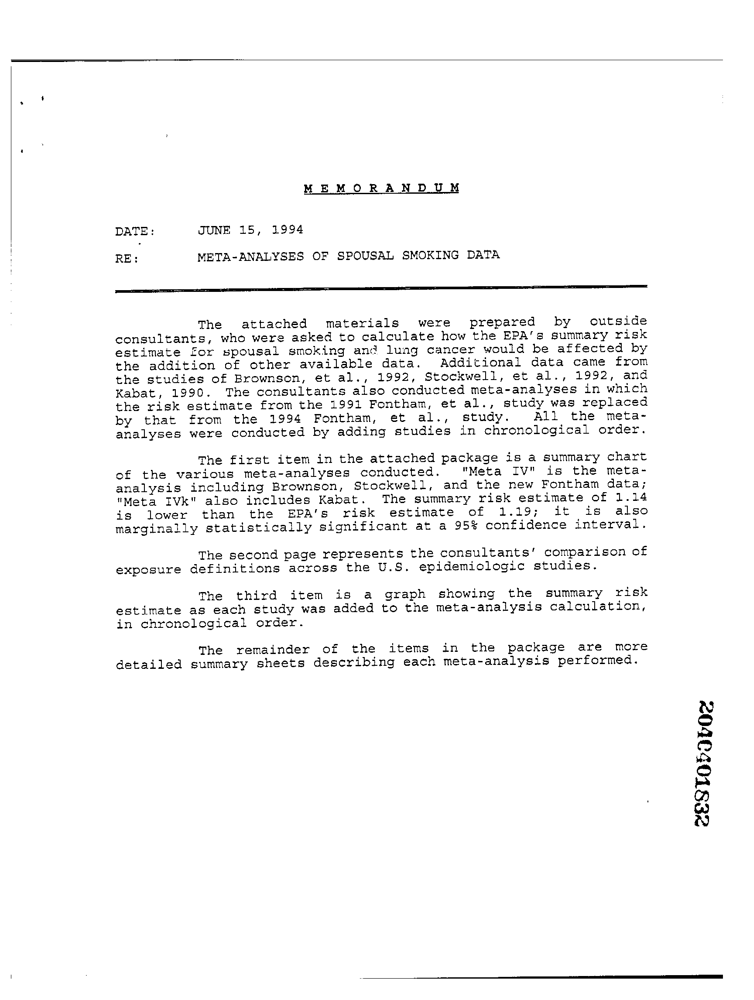 MEMORANDUM
DATE: JUNE 15, 1994
RE: META-ANALYSES OF SPOUSAL SMOKING DATA
The attached materials were prepared by outside
consultants, who were asked to calculate how the EPA's summary risk
estimate for spousal smoking and lung cancer would be affected by
the addition of other available data. Additional data came from
the studies of Brownson, et al., 1992, Stockwell, et al., 1992, and
Kabat, 1990. The consultants also conducted meta-analyses in which
the risk estimate from the 1991 Fontham, et al., study was replaced
by that from the 1994 Fontham, et al., study. All the meta-
analyses were conducted by adding studies in chronological order.
The first item in the attached package is a summary chart
of the various meta-analyses conducted. "Meta IV" is the meta-
analysis including Brownson, Stockwell, and the new Fontham data;
"Meta IVk" also includes Kabat. The summary risk estimate of 1.14
is lower than the EPA's risk estimate of 1.19; it is also
marginally statistically significant at a 95% confidence interval.
The second page represents the consultants' comparison of
exposure definitions across the U.S. epidemiologic studies.
The third item is a graph showing the summary risk
estimate as each study was added to the meta-analysis calculation,
in chronological order.
The remainder of the items in the package are more
detailed summary sheets describing each meta-analysis performed.
2040401832